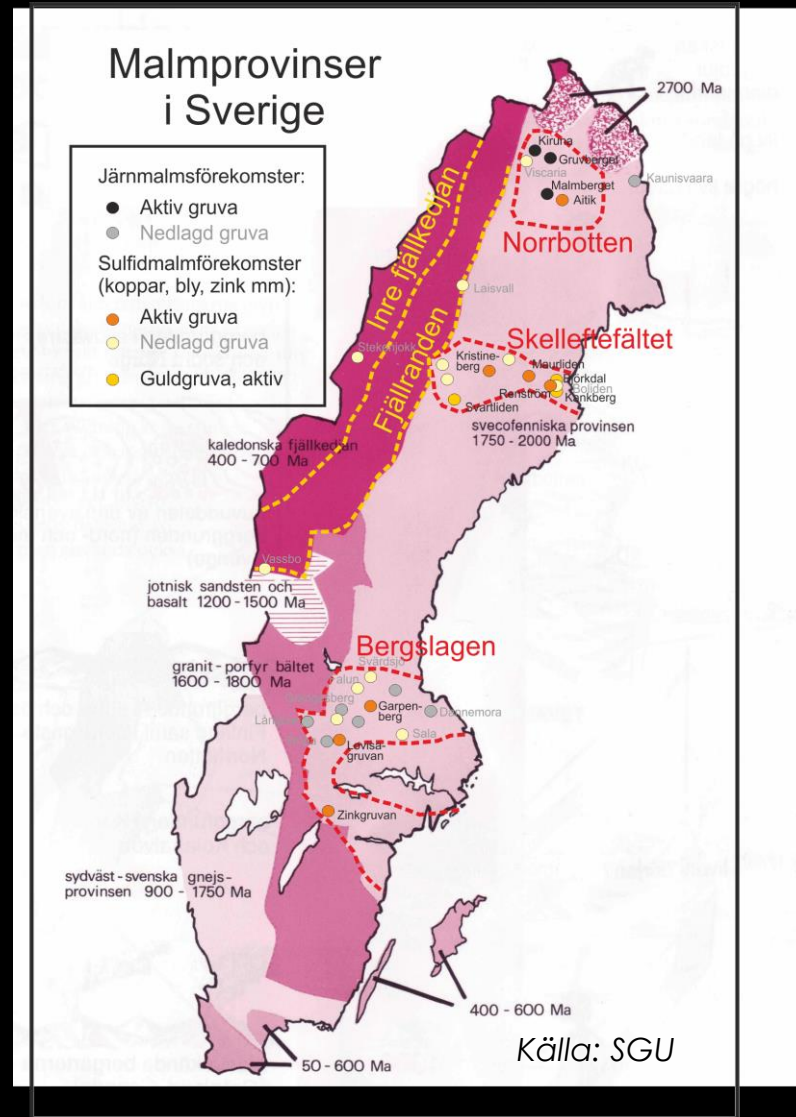 Malmprovinser
i Sverige
Järnmalmsförekomster:
Aktiv gruva
Nedlagd gruva
Sulfidmalmförekomster
(koppar, bly, zink mm):
Aktiv gruva
Nedlagd gruva
Guldgruva, aktiv
2700 Ma
Kiruna
Gruvberget
Viscaria
Malmberget
Aitik
Kaunisvaara
Norrbotten
Inre fjällkedjan
Fjällranden
Laisvall
Stekenjokk
Skelleftefältet
Kristine-
berg
Maurliden
Björkdal
Boliden
Renström
Kankberg
Svartliden
svecofenniska provinsen
1750 - 2000 Ma
kaledonska fjällkedjan
400 - 700 Ma
Vassbo
jotnisk sandsten och
basalt 1200 - 1500 Ma
Bergslagen
granit - porfyr bältet
1600 - 1800 Ma
Svärdsjö
Falun
Garpen-
berg
Dannemora
Sala
Lovisa-
gruvan
Zinkgruvan
sydväst - svenska gnejs-
provinsen 900 - 1750 Ma
400 - 600 Ma
50 - 600 Ma
Källa: SGU